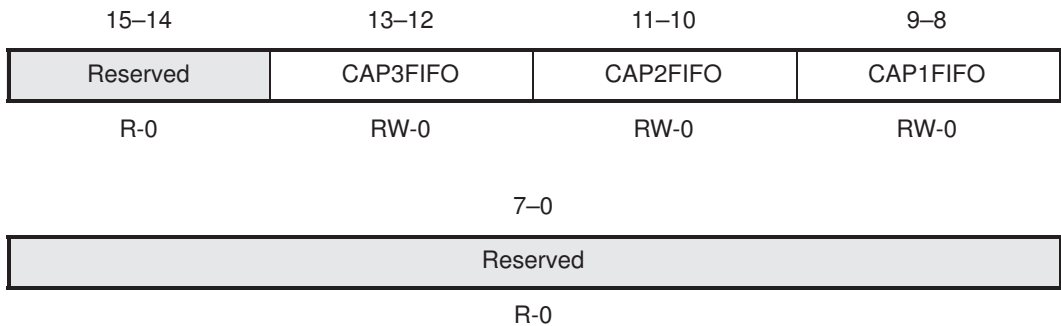 15–14 13–12 11–10 9–8
Reserved CAP3FIFO CAP2FIFO CAP1FIFO
R-0 RW-0 RW-0 RW-0
7–0
Reserved
R-0